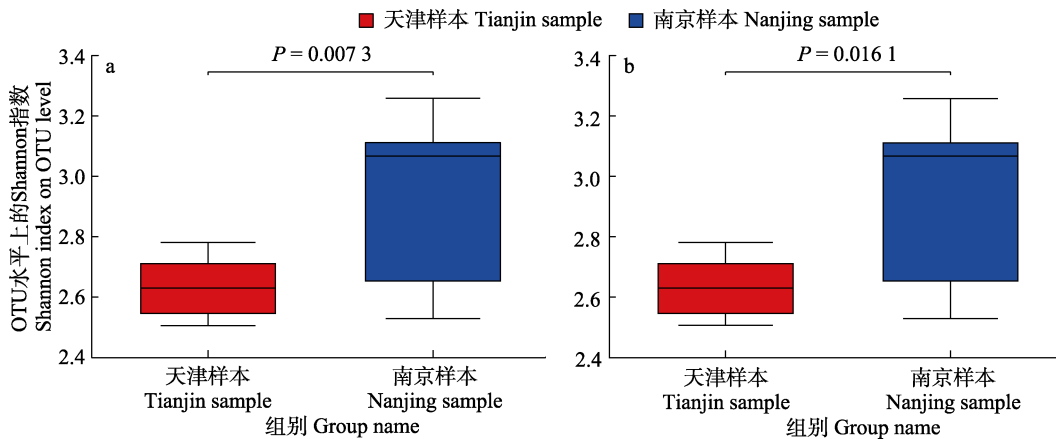 天津样本 Tianjin sample 南京样本 Nanjing sample
OTU水平上的Shannon指数
Shannon index on OTU level
a
P = 0.007 3
3.4
3.2
3.0
2.8
2.6
2.4
天津样本
Tianjin sample
南京样本
Nanjing sample
组别 Group name
b
P = 0.016 1
3.4
3.2
3.0
2.8
2.6
2.4
天津样本
Tianjin sample
南京样本
Nanjing sample
组别 Group name